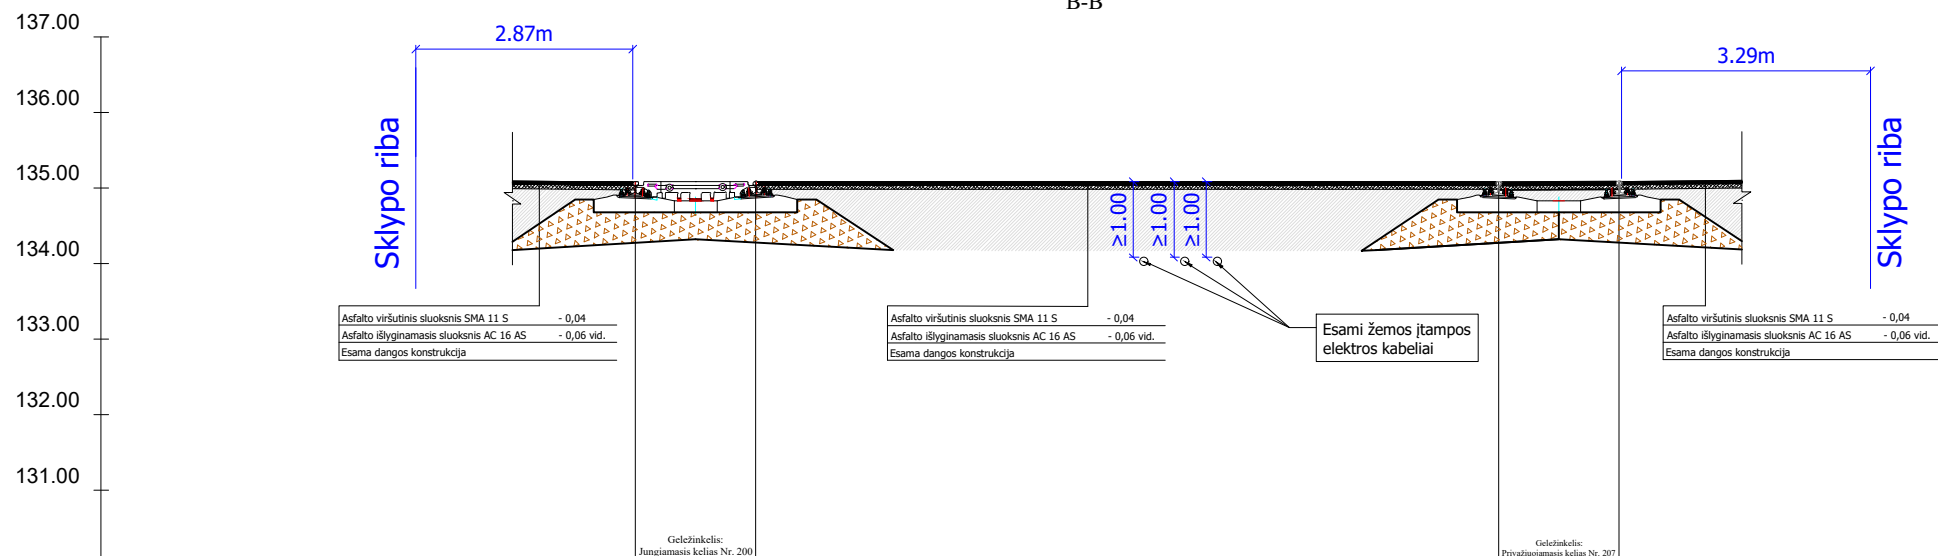 B-B
137.00
2.87m
3.29m
136.00
Sklypo riba
Sklypo riba
135.00
≥1.00
≥1.00
≥1.00
134.00
Asfalto viršutinis sluoksnis SMA 11 S - 0,04
Asfalto išlyginamasis sluoksnis AC 16 AS - 0,06 vid.
Esama dangos konstrukcija
Asfalto viršutinis sluoksnis SMA 11 S - 0,04
Asfalto išlyginamasis sluoksnis AC 16 AS - 0,06 vid.
Esama dangos konstrukcija
Esami žemos įtampos
elektros kabeliai
Asfalto viršutinis sluoksnis SMA 11 S - 0,04
Asfalto išlyginamasis sluoksnis AC 16 AS - 0,06 vid.
Esama dangos konstrukcija
133.00
132.00
131.00
Geležinkelis:
Jungiamasis kelias Nr. 200
Geležinkelis:
Privažiuojamasis kelias Nr. 207